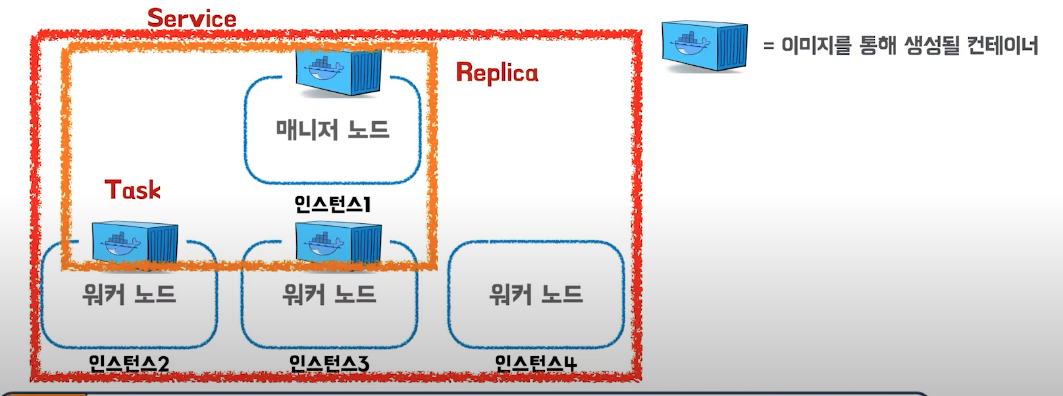 Service
= 이미지를 통해 생성될 컨테이너
Replica
매니저 노드
Task
인스턴스1
워커 노드
워커 노드
워커 노드
인스턴스2
인스턴스3
인스턴스4